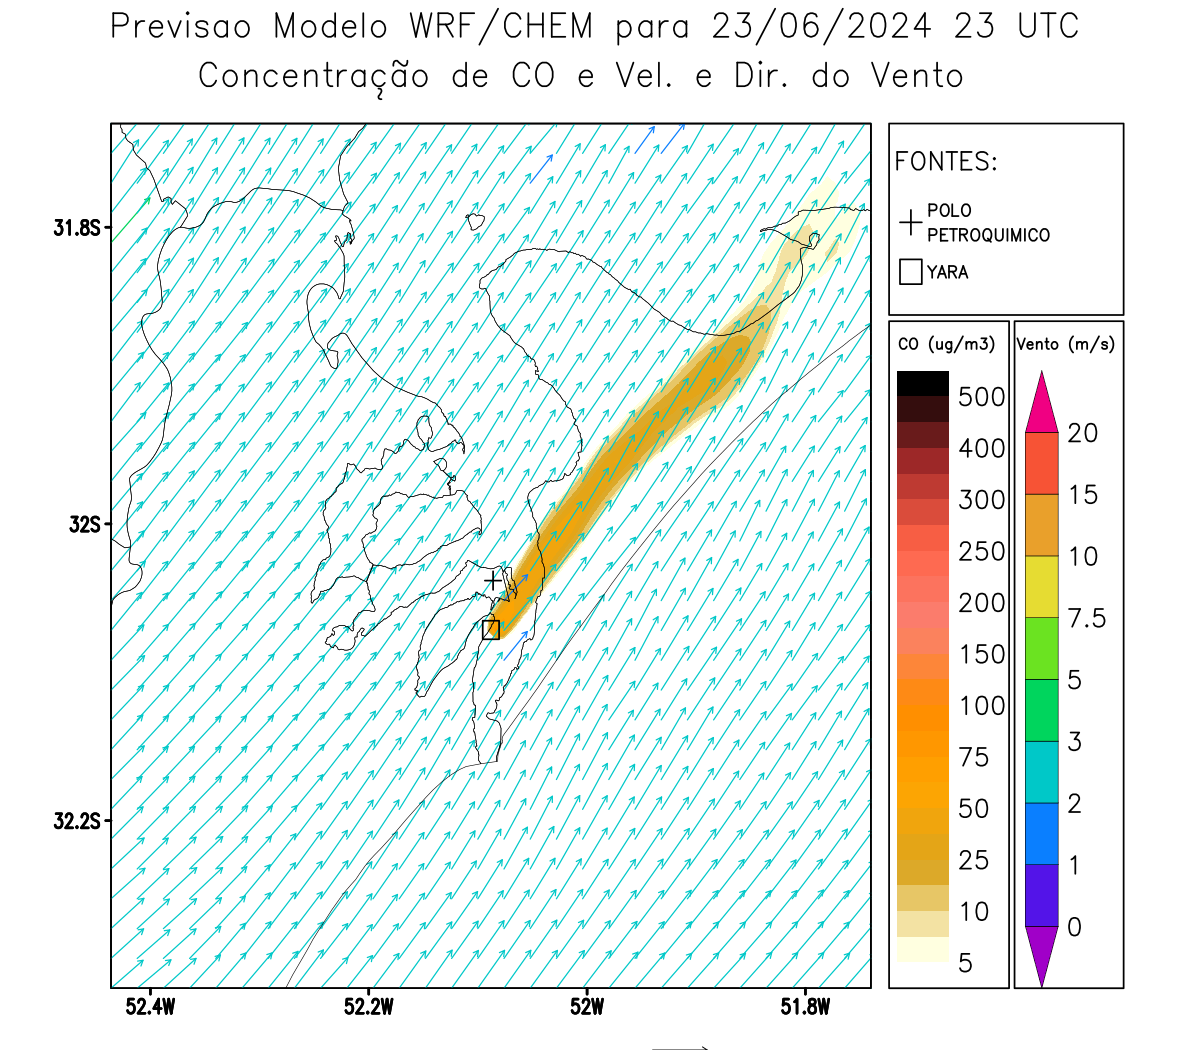 Previsao Modelo WRF/CHEM para 23/06/2024 23 UTC
Concentração de CO e Vel. e Dir. do Vento
FONTES:
POLO
PETROQUIMICO
YARA
31.8S
32S
32.2S
52.4W
52.2W
52W
51.8W
CO (ug/m3)
500
400
300
250
200
150
100
75
50
25
10
5
Vento (m/s)
20
15
10
7.5
5
3
2
1
0